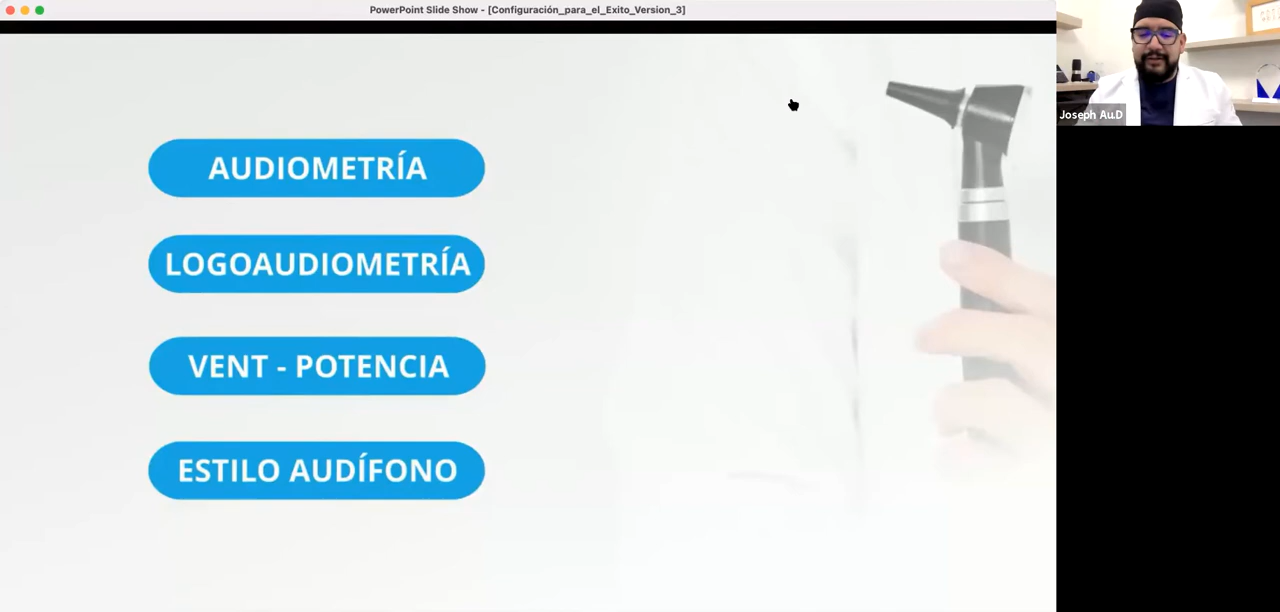 PowerPoint Slide Show - [Configuración_para_el_Exito_Version_3]
AUDIOMETRÍA
LOGOAUDIOMETRÍA
VENT - POTENCIA
ESTILO AUDÍFONO
Joseph Au.D